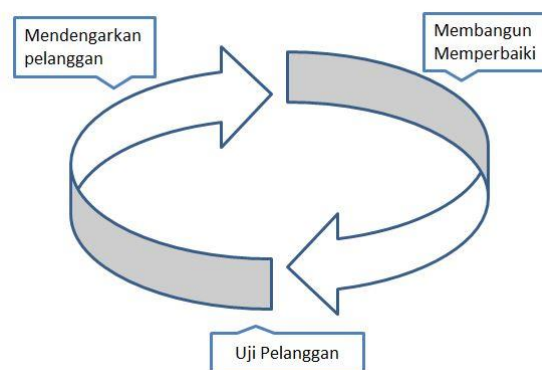 Mendengarkan
pelanggan
Membangun
Memperbaiki
Uji Pelanggan